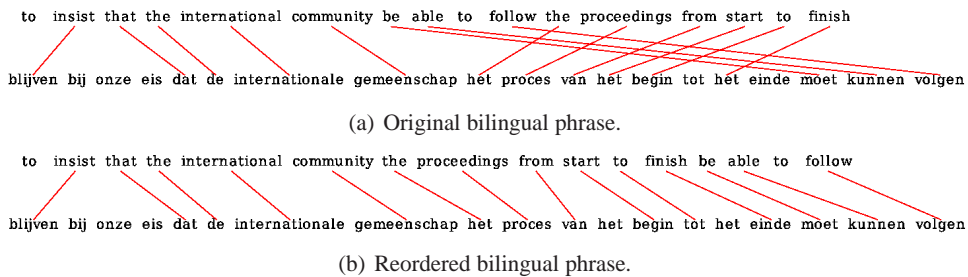 to insist that the international community be able to follow the proceedings from start to finish
blijven bij onze eis dat de internationale gemeenschap het proces van het begin tot het einde moet kunnen volgen
(a) Original bilingual phrase.
to insist that the international community the proceedings from start to finish be able to follow
blijven bij onze eis dat de internationale gemeenschap het proces van het begin tot het einde moet kunnen volgen
(b) Reordered bilingual phrase.